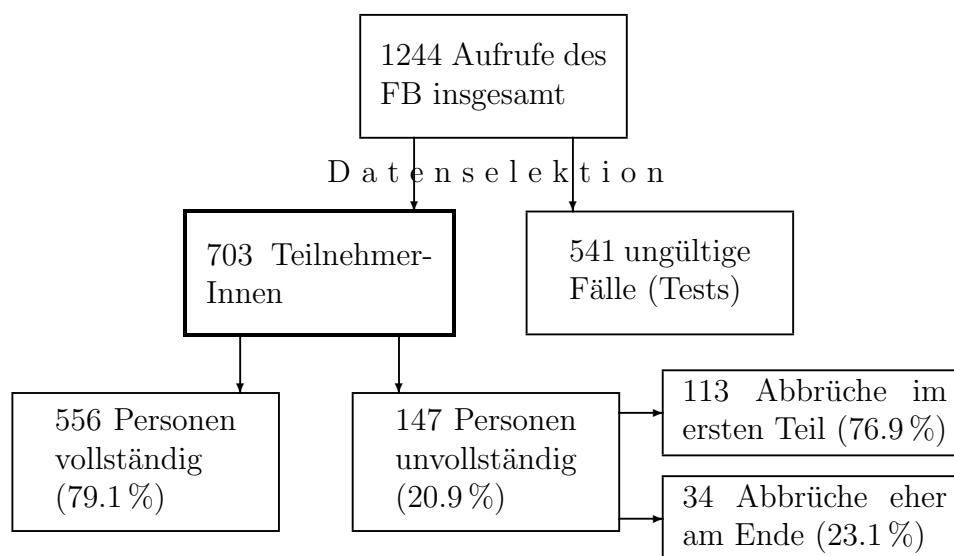 1244 Aufrufe des
FB insgesamt
Datenselektion
703 Teilnehmer-
Innen
541 ungültige
Fälle (Tests)
556 Personen
vollständig
(79.1 %)
147 Personen
unvollständig
(20.9 %)
113 Abbrüche im
ersten Teil (76.9 %)
34 Abbrüche eher
am Ende (23.1 %)